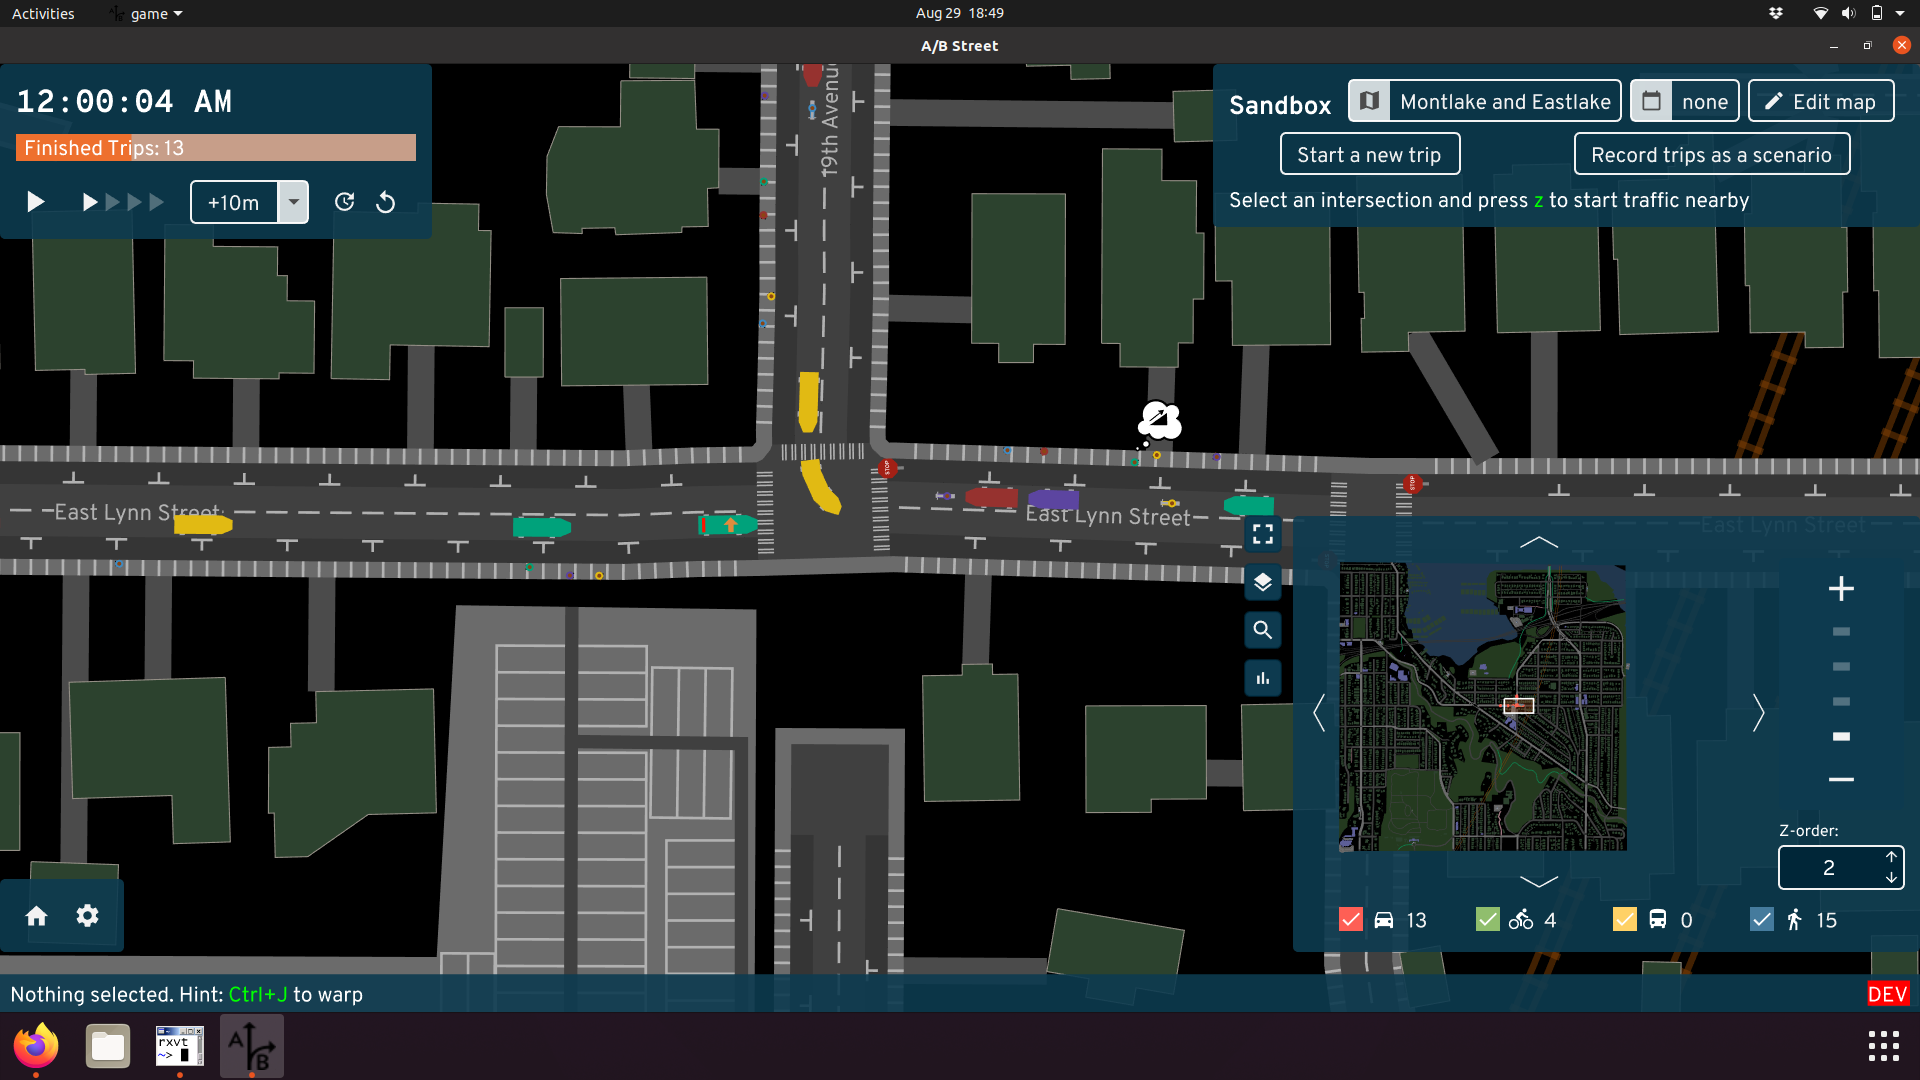 Activities
game
Aug 29 18:49
A/B Street
12:00:04 AM
Finished Trips: 13
+10m
Sandbox
Montlake and Eastlake
none
Edit map
Start a new trip
Record trips as a scenario
Select an intersection and press z to start traffic nearby
19th Avenu
STOP
STOP
East Lynn Street
East Lynn Street
East Lynn Street
Z-order:
2
13
4
0
15
Nothing selected. Hint: Ctrl+J to warp
DEV
rxvt
~>
A
B